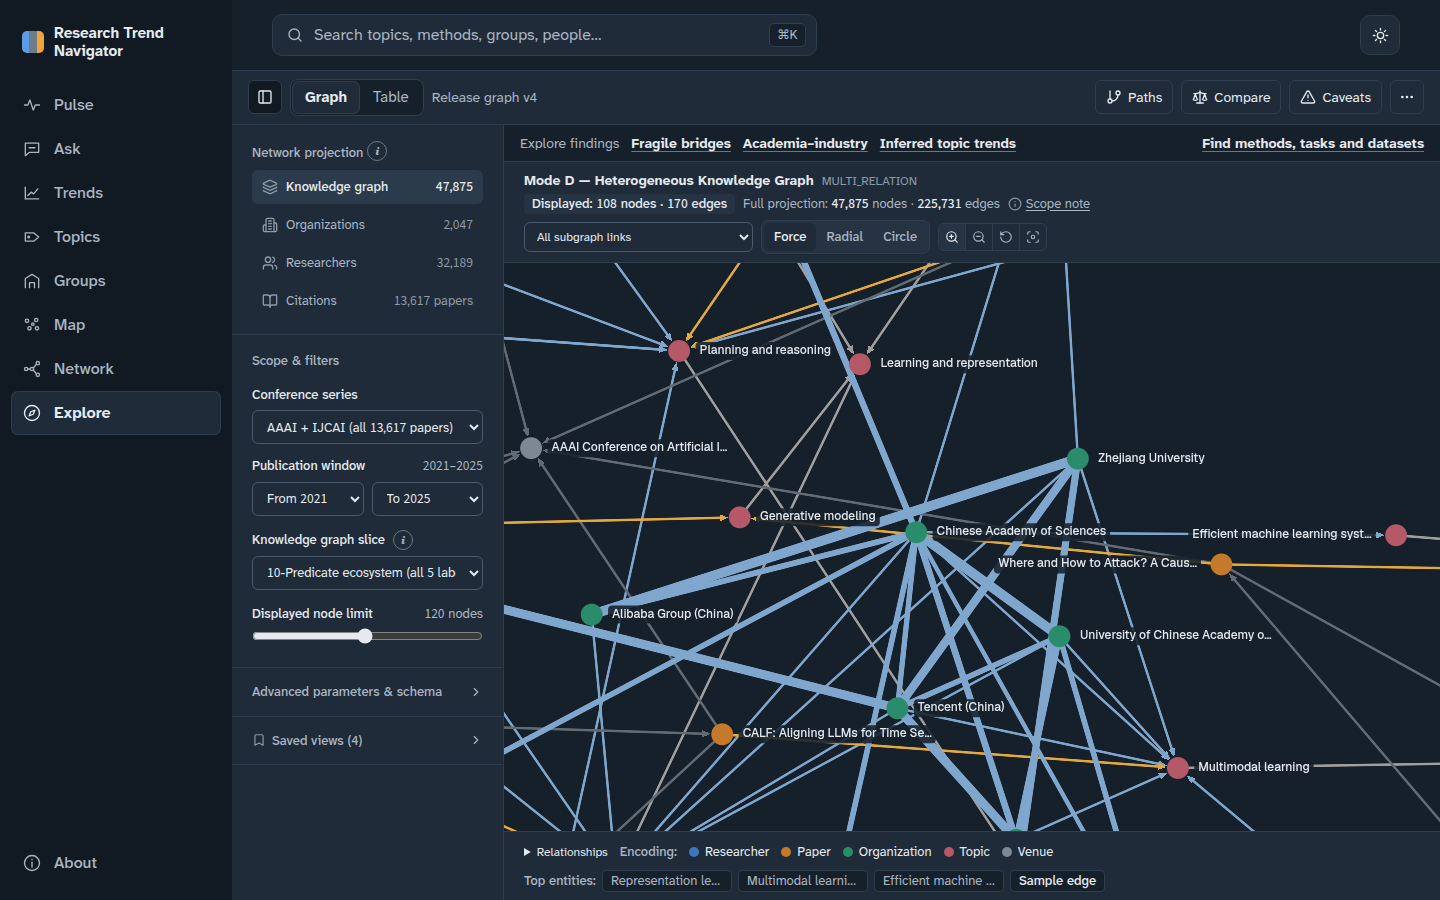 Research Trend
Navigator
Search topics, methods, groups, people...
⌘K
Pulse
Ask
Trends
Topics
Groups
Map
Network
Explore
About
Graph
Table
Release graph v4
Paths
Compare
Caveats
Network projection
Knowledge graph 47,875
Organizations 2,047
Researchers 32,189
Citations 13,617 papers
Scope & filters
Conference series
AAAI + IJCAI (all 13,617 papers)
Publication window 2021–2025
From 2021
To 2025
Knowledge graph slice
10-Predicate ecosystem (all 5 lab
Displayed node limit 120 nodes
Advanced parameters & schema
Saved views (4)
Explore findings Fragile bridges Academia–industry Inferred topic trends Find methods, tasks and datasets
Mode D — Heterogeneous Knowledge Graph MULTI_RELATION
Displayed: 108 nodes · 170 edges Full projection: 47,875 nodes · 225,731 edges Scope note
All subgraph links
Force Radial Circle
Planning and reasoning
Learning and representation
AAAI Conference on Artificial I...
Zhejiang University
Generative modeling
Chinese Academy of Sciences
Efficient machine learning syst...
Where and How to Attack? A Caus...
Alibaba Group (China)
University of Chinese Academy o...
Tencent (China)
CALF: Aligning LLMs for Time Se...
Multimodal learning
Relationships Encoding: Researcher Paper Organization Topic Venue
Top entities: Representation le... Multimodal learni... Efficient machine ... Sample edge